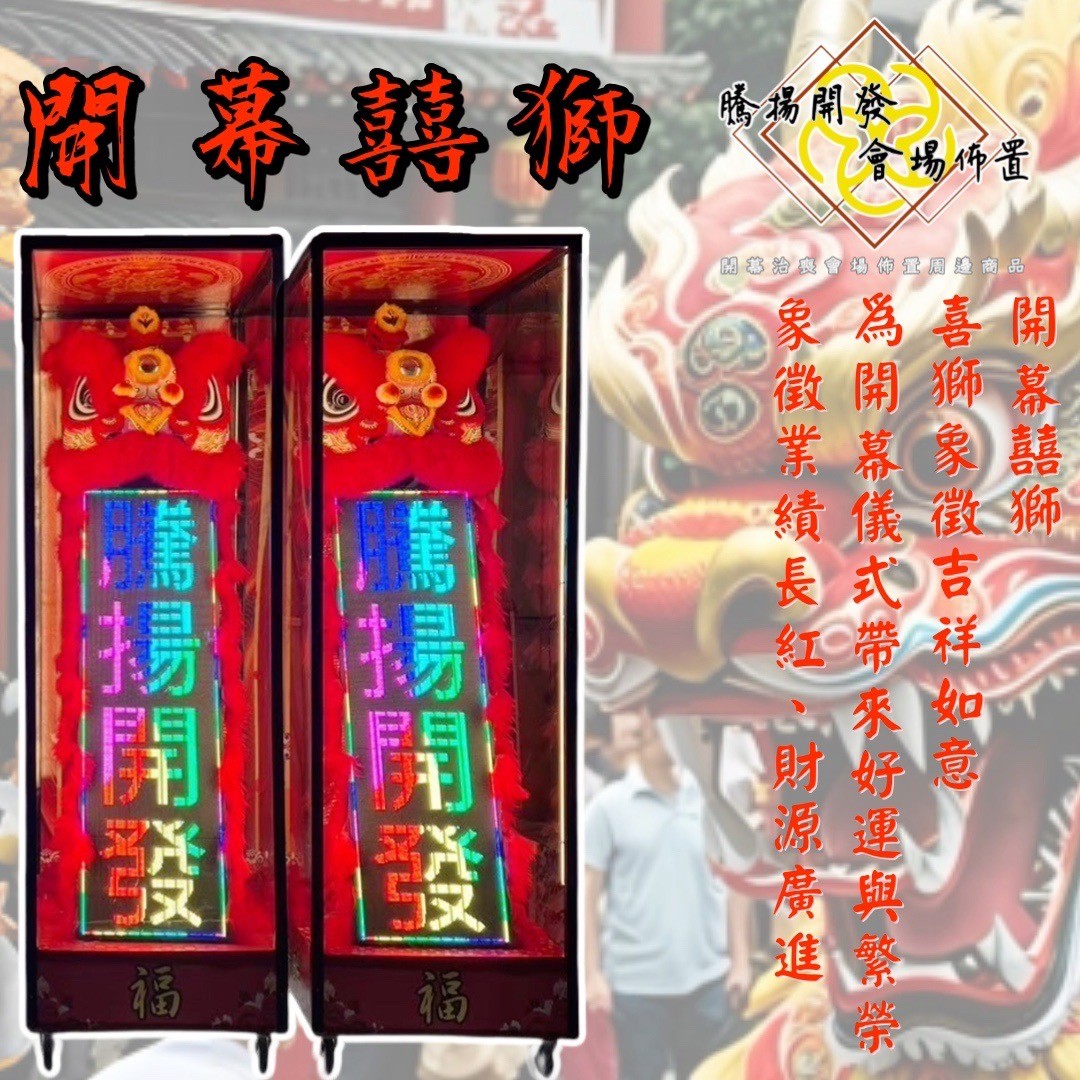 開幕囍獅
騰揚開發
會場佈置
開幕治喪會場佈置周邊商品
開幕囍獅
喜獅象徵吉祥如意
為開幕儀式帶來好運與繁榮
象徵業績長紅、財源廣進
騰揚開發
福
騰揚開發
福